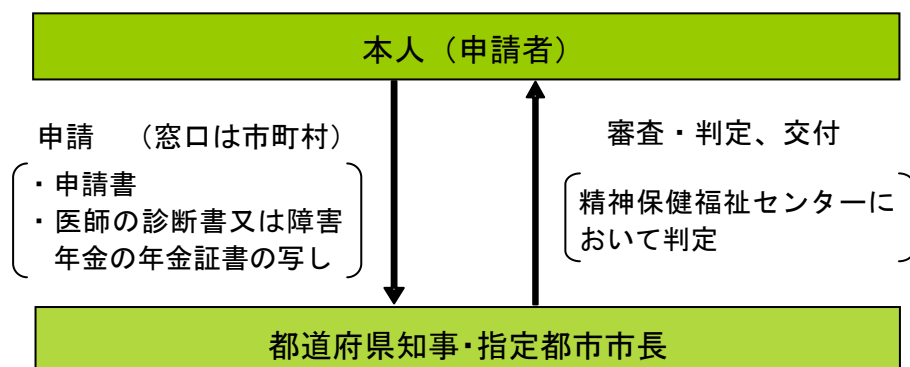 本人（申請者）
申請　（窓口は市町村）
・申請書
・医師の診断書又は障害
年金の年金証書の写し
審査・判定、交付
精神保健福祉センターに
おいて判定
都道府県知事・指定都市市長